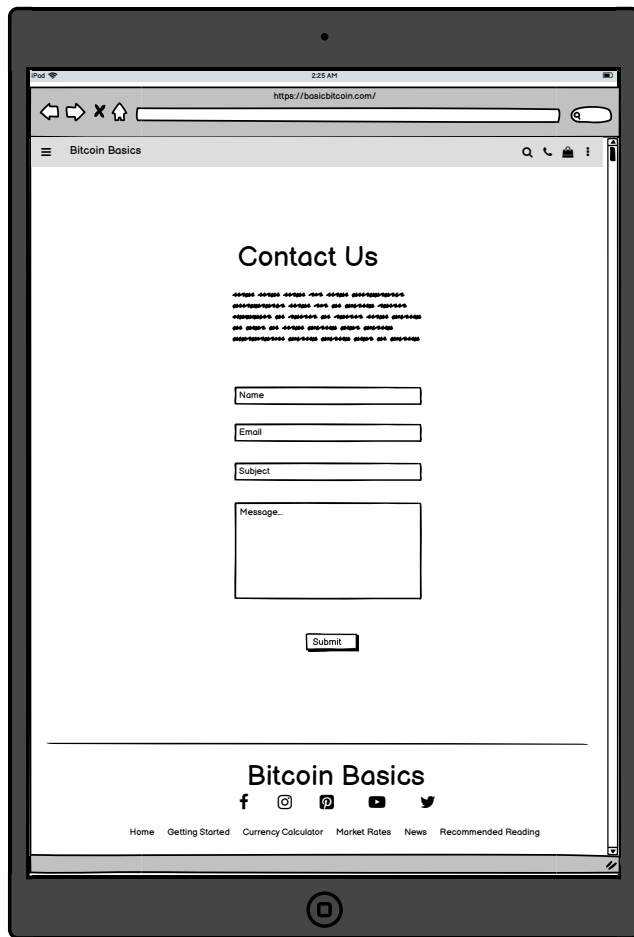 iPad 2:25 AM
https://basicbitcoin.com/
Bitcoin Basics
Contact Us
Name
Email
Subject
Message...
Submit
Bitcoin Basics
Home Getting Started Currency Calculator Market Rates News Recommended Reading